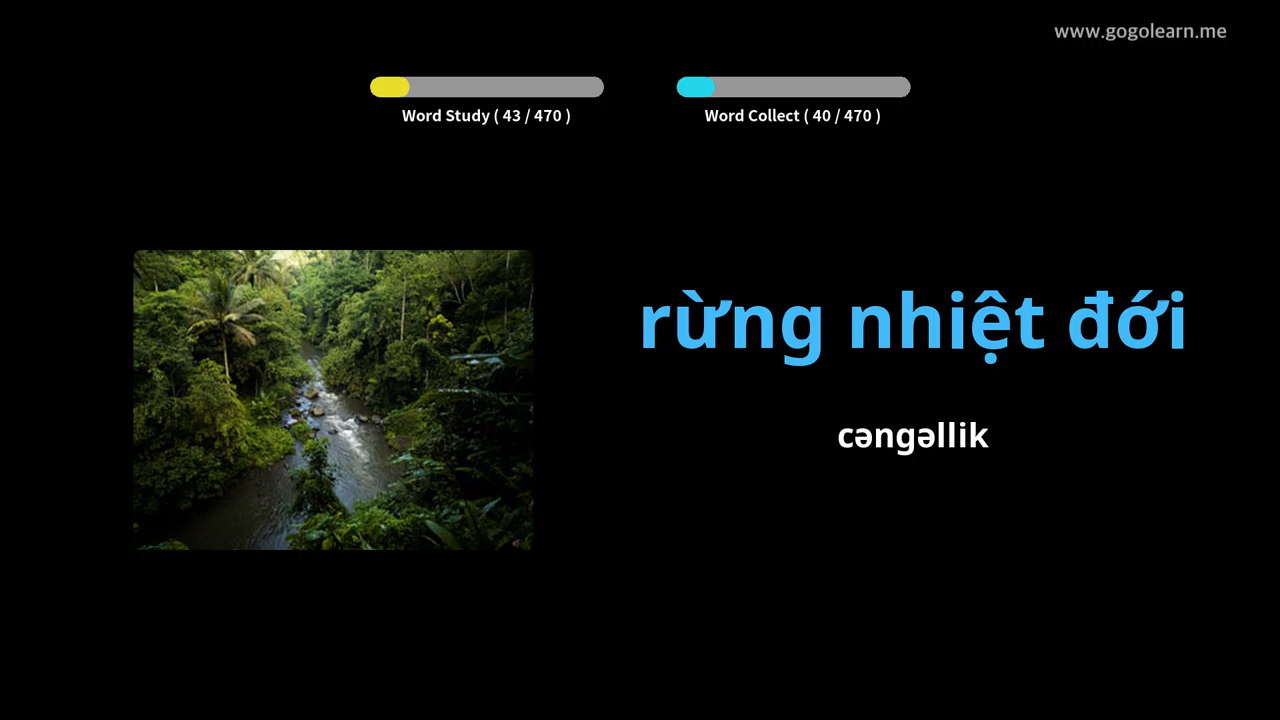 www.gogolearn.me
Word Study ( 43 / 470 )
Word Collect ( 40 / 470 )
rừng nhiệt đới
cəngəllik